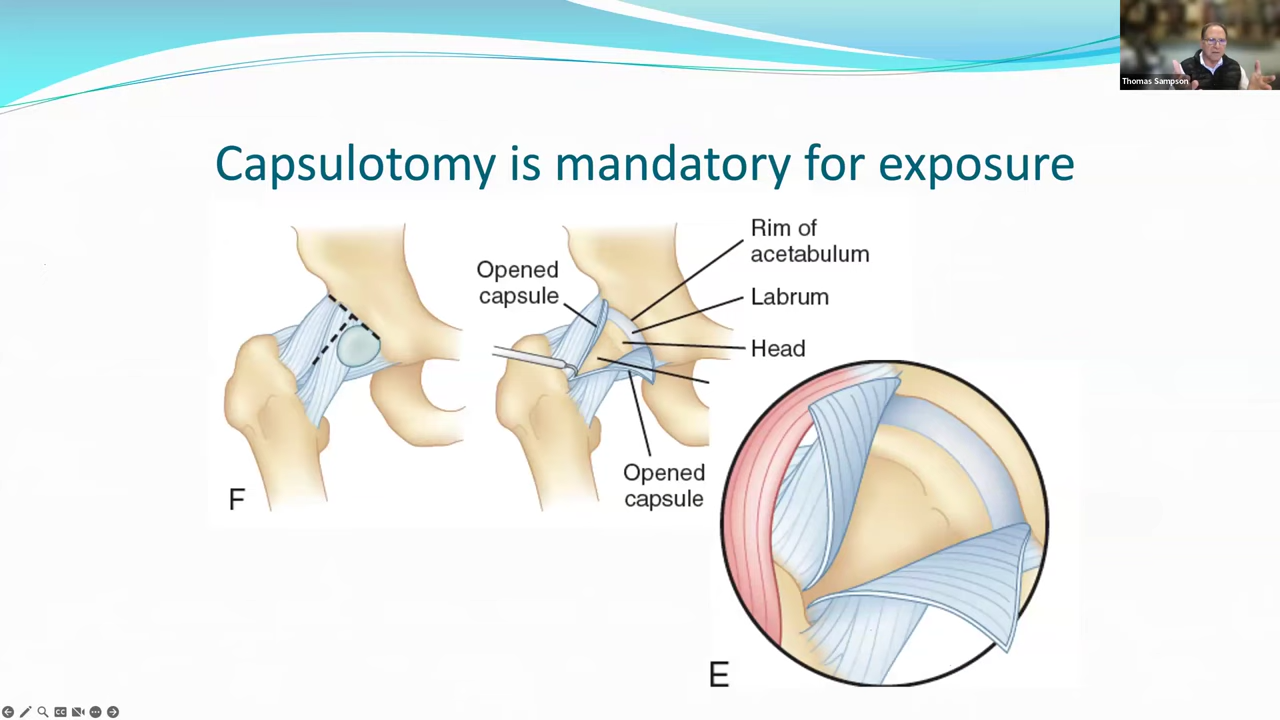 Thomas Sampson
Capsulotomy is mandatory for exposure
Rim of
acetabulum
Opened
capsule
Labrum
Head
Opened
capsule
F
E